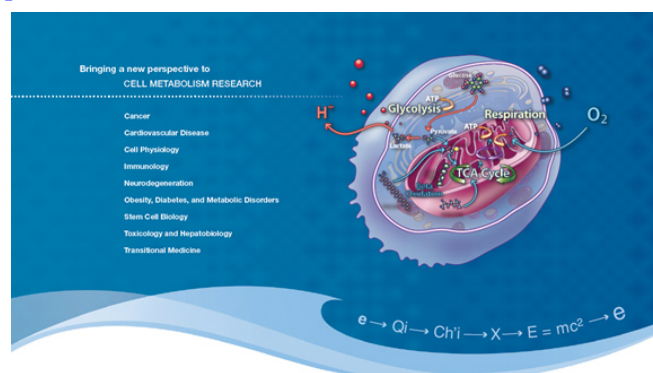 Bringing a new perspective to
CELL METABOLISM RESEARCH
Cancer
Cardiovascular Disease
Cell Physiology
Immunology
Neurodegeneration
Obesity, Diabetes, and Metabolic Disorders
Stem Cell Biology
Toxicology and Hepatobiology
Transitional Medicine
Glucose
ATP
Glycolysis
H⁺
Respiration
O₂
ATP
Pyruvate
Lactate
TCA Cycle
e → Qi → Ch'i → X → E = mc² → e